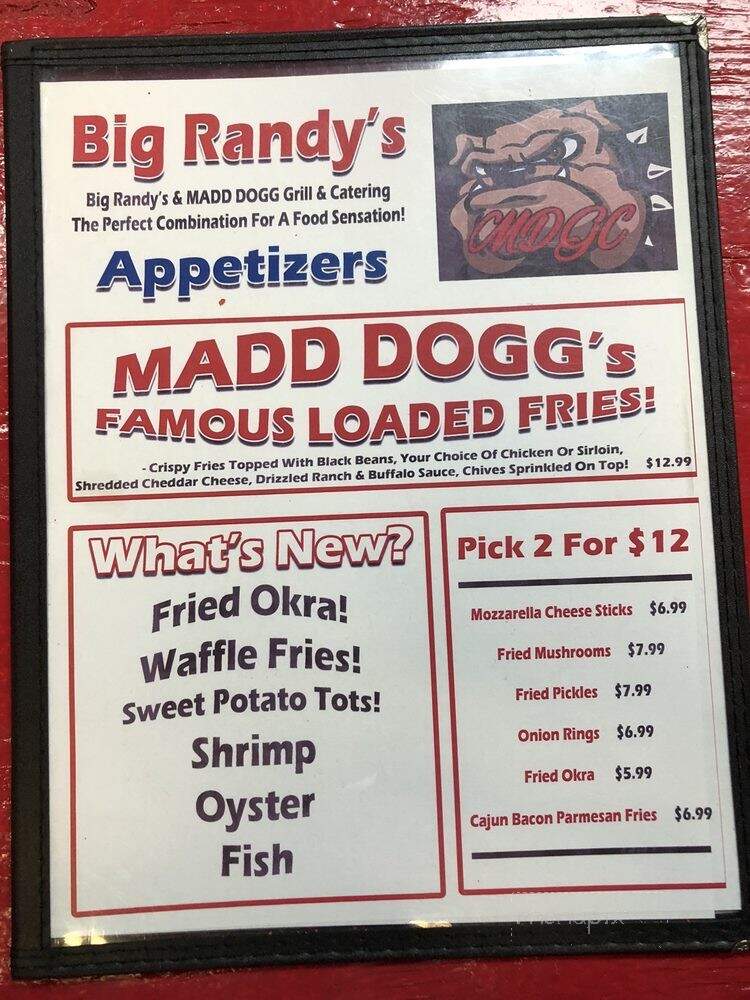 Big Randy's
Big Randy's & MADD DOGG Grill & Catering
The Perfect Combination For A Food Sensation!
CMDGC
Appetizers
MADD DOGG's
FAMOUS LOADED FRIES!
- Crispy Fries Topped With Black Beans, Your Choice Of Chicken Or Sirloin,
Shredded Cheddar Cheese, Drizzled Ranch & Buffalo Sauce, Chives Sprinkled On Top! $12.99
What's New?
Fried Okra!
Waffle Fries!
Sweet Potato Tots!
Shrimp
Oyster
Fish
Pick 2 For $12
Mozzarella Cheese Sticks $6.99
Fried Mushrooms $7.99
Fried Pickles $7.99
Onion Rings $6.99
Fried Okra $5.99
Cajun Bacon Parmesan Fries $6.99